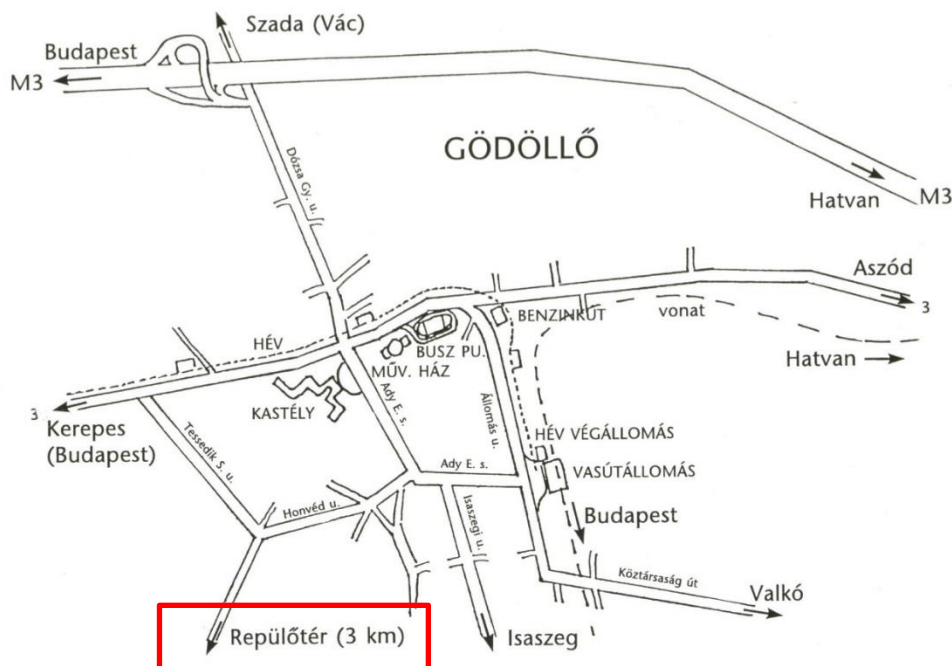 Szada (Vác)
Budapest
M3
GÖDÖLLŐ
Dózsa Gy. u.
Hatvan
M3
Aszód
3
BENZINKÚT
vonat
Hatvan
HÉV
BUSZ PU.
MŰV. HÁZ
KASTÉLY
3
Kerepes
(Budapest)
Ady E. s.
Állomás u.
Tessedik S. u.
HÉV VÉGÁLLOMÁS
Ady E. s.
VASÚTÁLLOMÁS
Honvéd u.
Isaszegi u.
Budapest
Köztársaság út
Valkó
Repülőtér (3 km)
Isaszeg